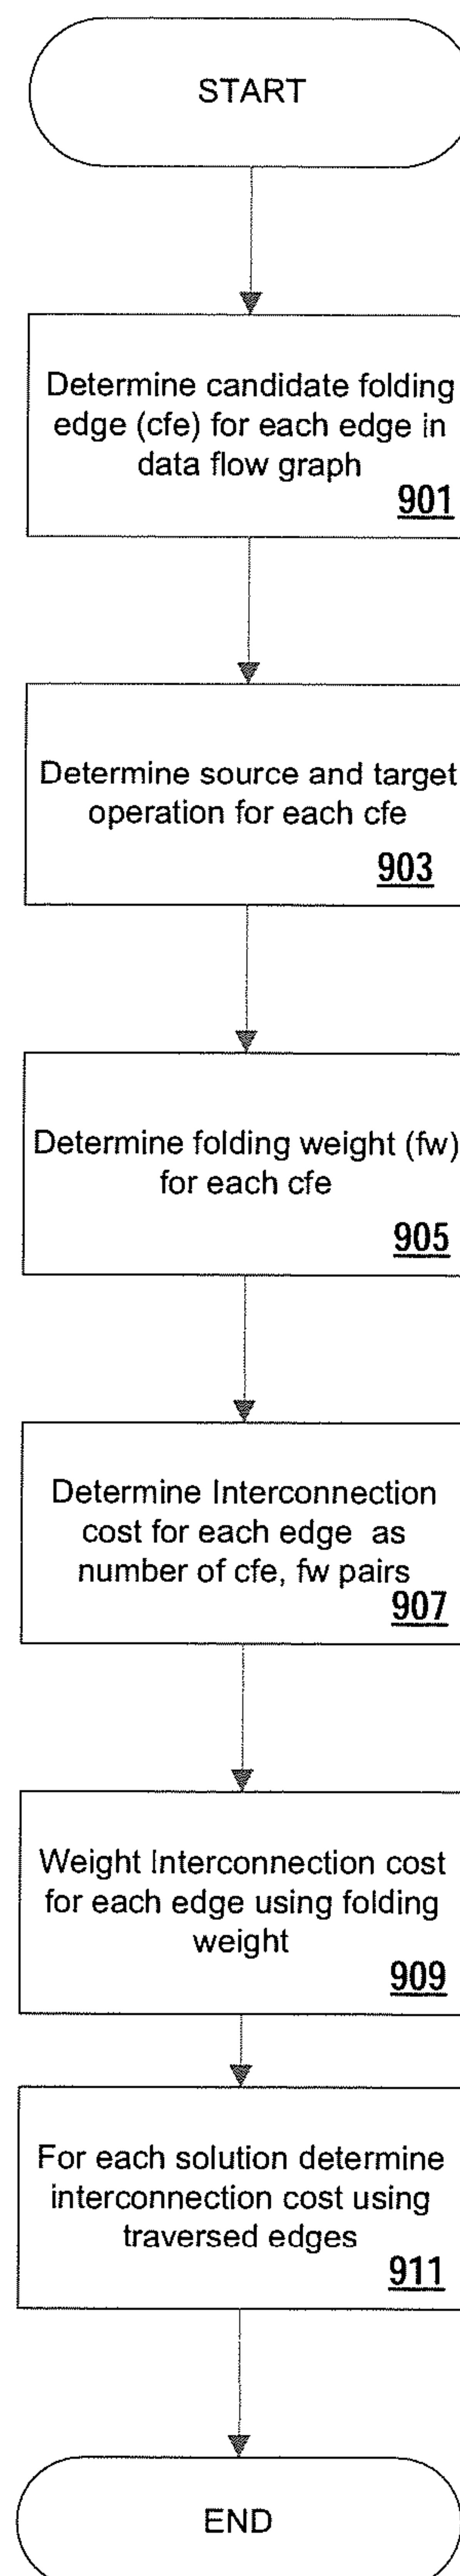 START
Determine candidate folding
edge (cfe) for each edge in
data flow graph
901
Determine source and target
operation for each cfe
903
Determine folding weight (fw)
for each cfe
905
Determine Interconnection
cost for each edge as
number of cfe, fw pairs
907
Weight Interconnection cost
for each edge using folding
weight
909
For each solution determine
interconnection cost using
traversed edges
911
END